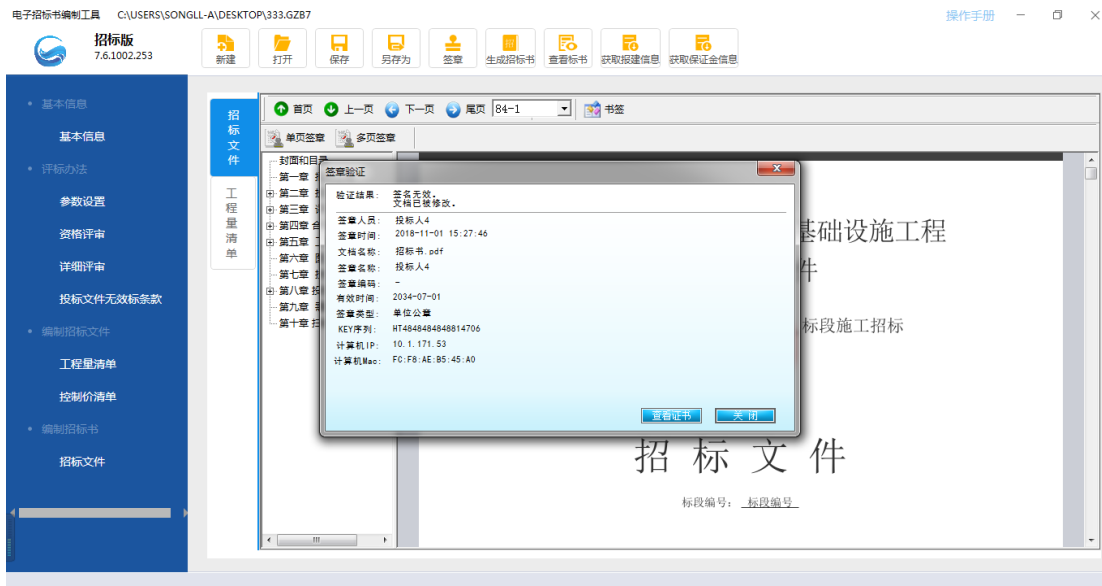 电子招标书编制工具 C:\USERS\SONGLL-A\DESKTOP\333.GZB7
操作手册
招标版
7.6.1002.253
新建
打开
保存
另存为
签章
生成招标书
查看标书
获取报建信息
获取保证金信息
基本信息
基本信息
评标办法
参数设置
资格评审
详细评审
投标文件无效标条款
编制招标文件
工程量清单
控制价清单
编制招标书
招标文件
招标文件
工程量清单
首页 上一页 下一页 尾页 84-1 书签
单页签章 多页签章
封面和目录
第一章
第二章
第三章
第四章 合
第五章
第六章
第七章
第八章 投
第九章
第十章
签章验证
验证结果： 签名无效。
文档已被修改。
签章人员： 投标人4
签章时间： 2018-11-01 15:27:46
文档名称： 招标书.pdf
签章名称： 投标人4
签章编码： -
有效时间： 2034-07-01
签章类型： 单位公章
KEY序列： HT4848484848814706
计算机IP： 10.1.171.53
计算机Mac： FC:F8:AE:B5:45:A0
查看证书 关闭
基础设施工程
件
标段施工招标
招标文件
标段编号： 标段编号